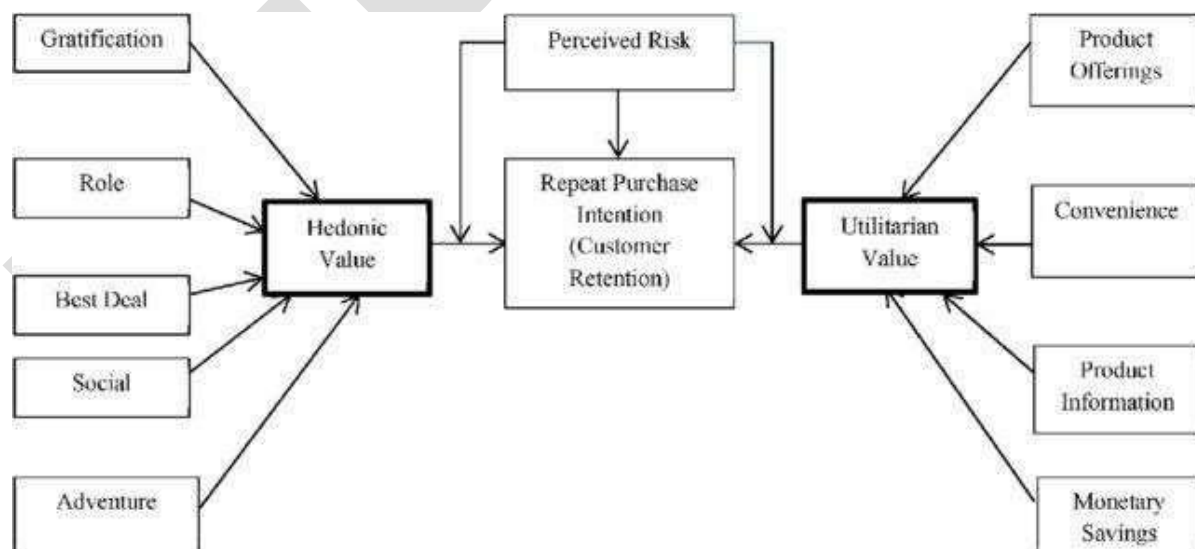 Gratification
Role
Best Deal
Social
Adventure
Hedonic
Value
Perceived Risk
Repeat Purchase
Intention
(Customer
Retention)
Utilitarian
Value
Product
Offerings
Convenience
Product
Information
Monetary
Savings